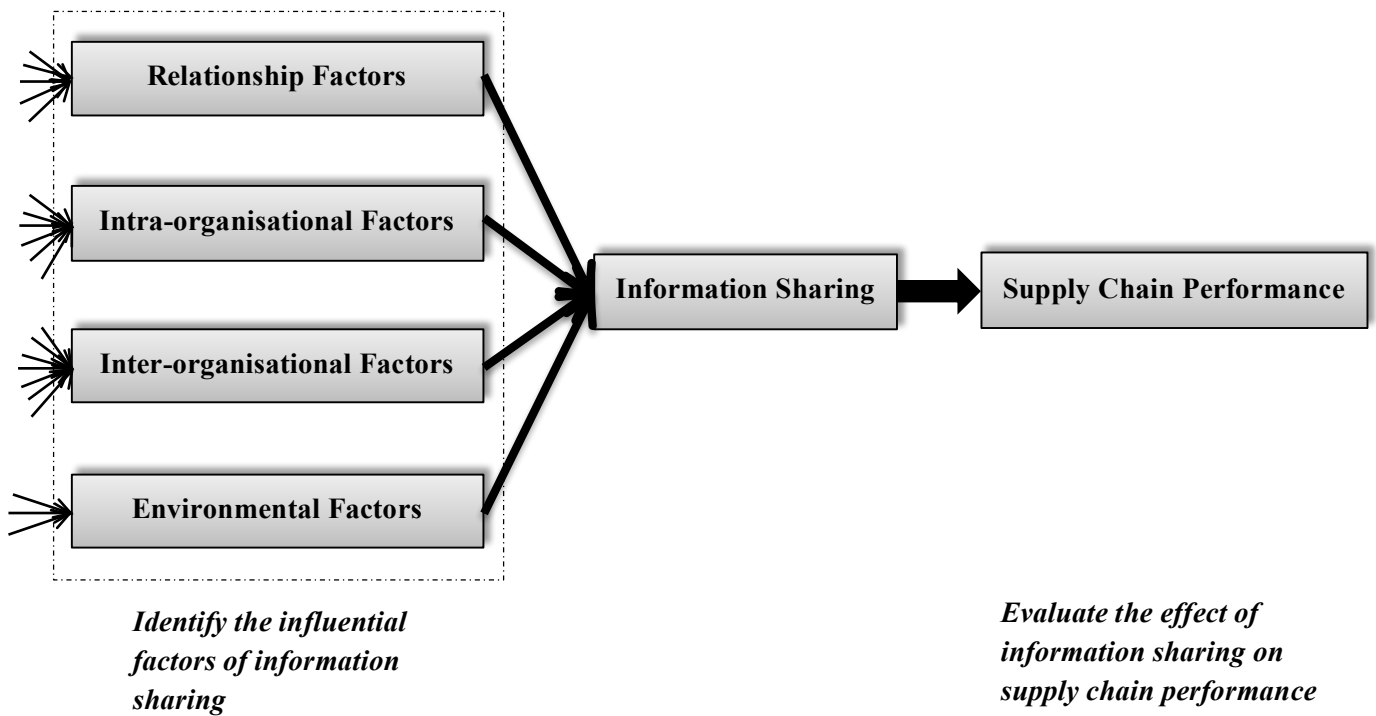 Relationship Factors
Intra-organisational Factors
Inter-organisational Factors
Environmental Factors
Information Sharing
Supply Chain Performance
Identify the influential
factors of information
sharing
Evaluate the effect of
information sharing on
supply chain performance